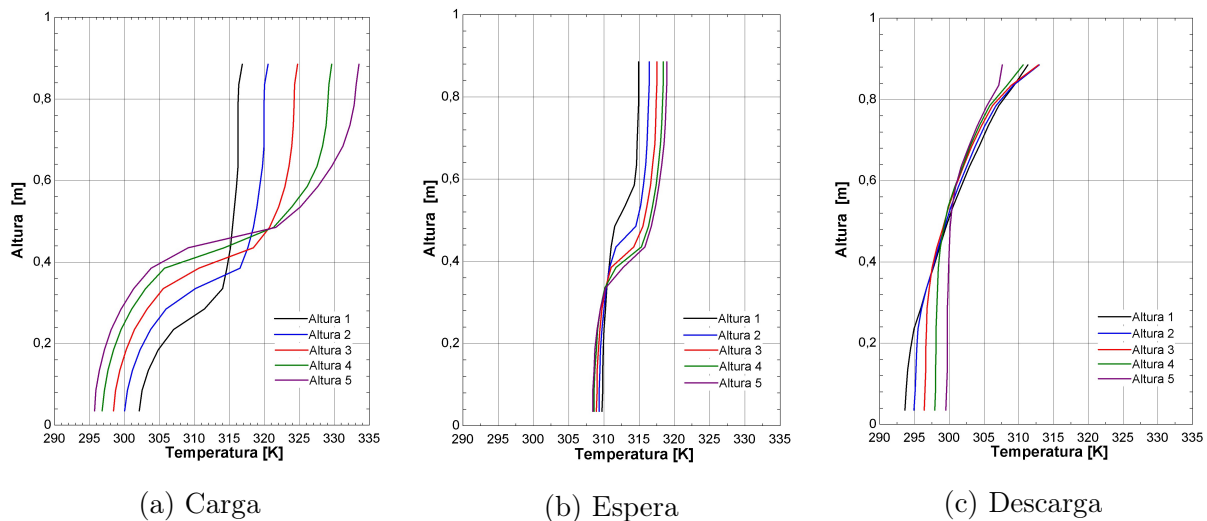 1
0,8
0,6
0,4
0,2
0
Altura [m]
290 295 300 305 310 315 320 325 330 335
Temperatura [K]
Altura 1
Altura 2
Altura 3
Altura 4
Altura 5
(a) Carga
1
0,8
0,6
0,4
0,2
0
Altura [m]
290 295 300 305 310 315 320 325 330 335
Temperatura [K]
Altura 1
Altura 2
Altura 3
Altura 4
Altura 5
(b) Espera
1
0,8
0,6
0,4
0,2
0
Altura [m]
290 295 300 305 310 315 320 325 330 335
Temperatura [K]
Altura 1
Altura 2
Altura 3
Altura 4
Altura 5
(c) Descarga